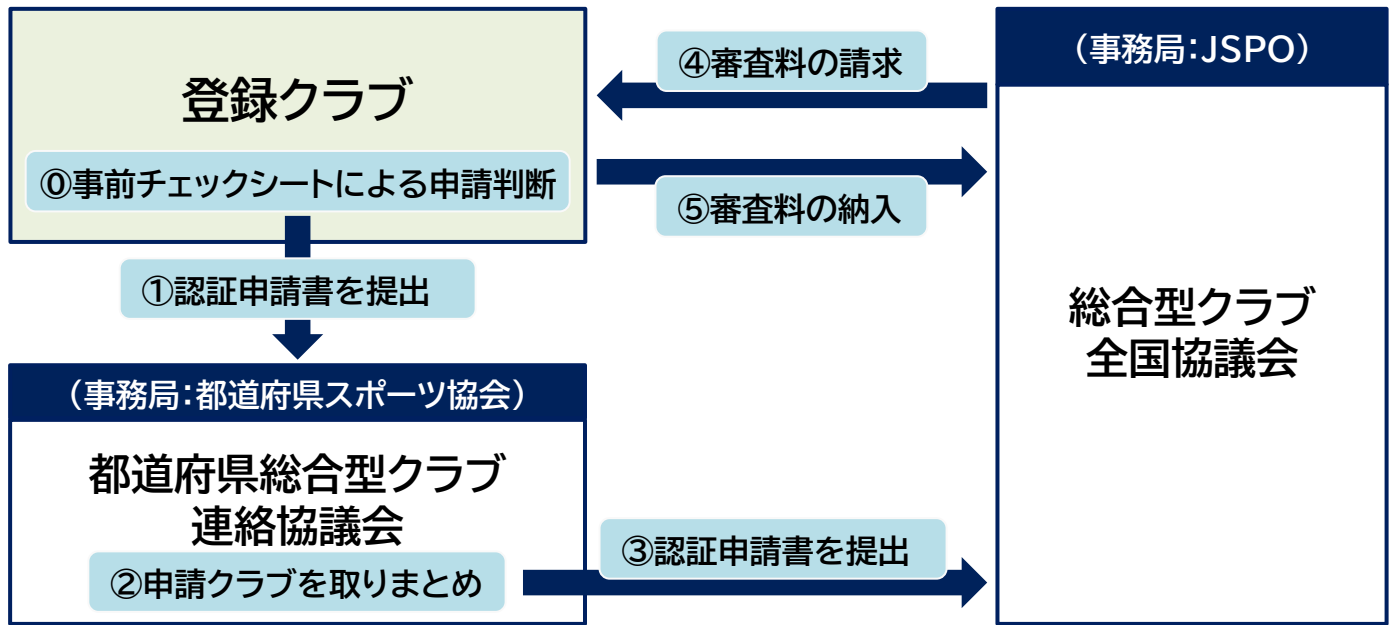 登録クラブ
⓪事前チェックシートによる申請判断
①認証申請書を提出
(事務局:都道府県スポーツ協会)
都道府県総合型クラブ
連絡協議会
②申請クラブを取りまとめ
③認証申請書を提出
④審査料の請求
⑤審査料の納入
(事務局:JSPO)
総合型クラブ
全国協議会